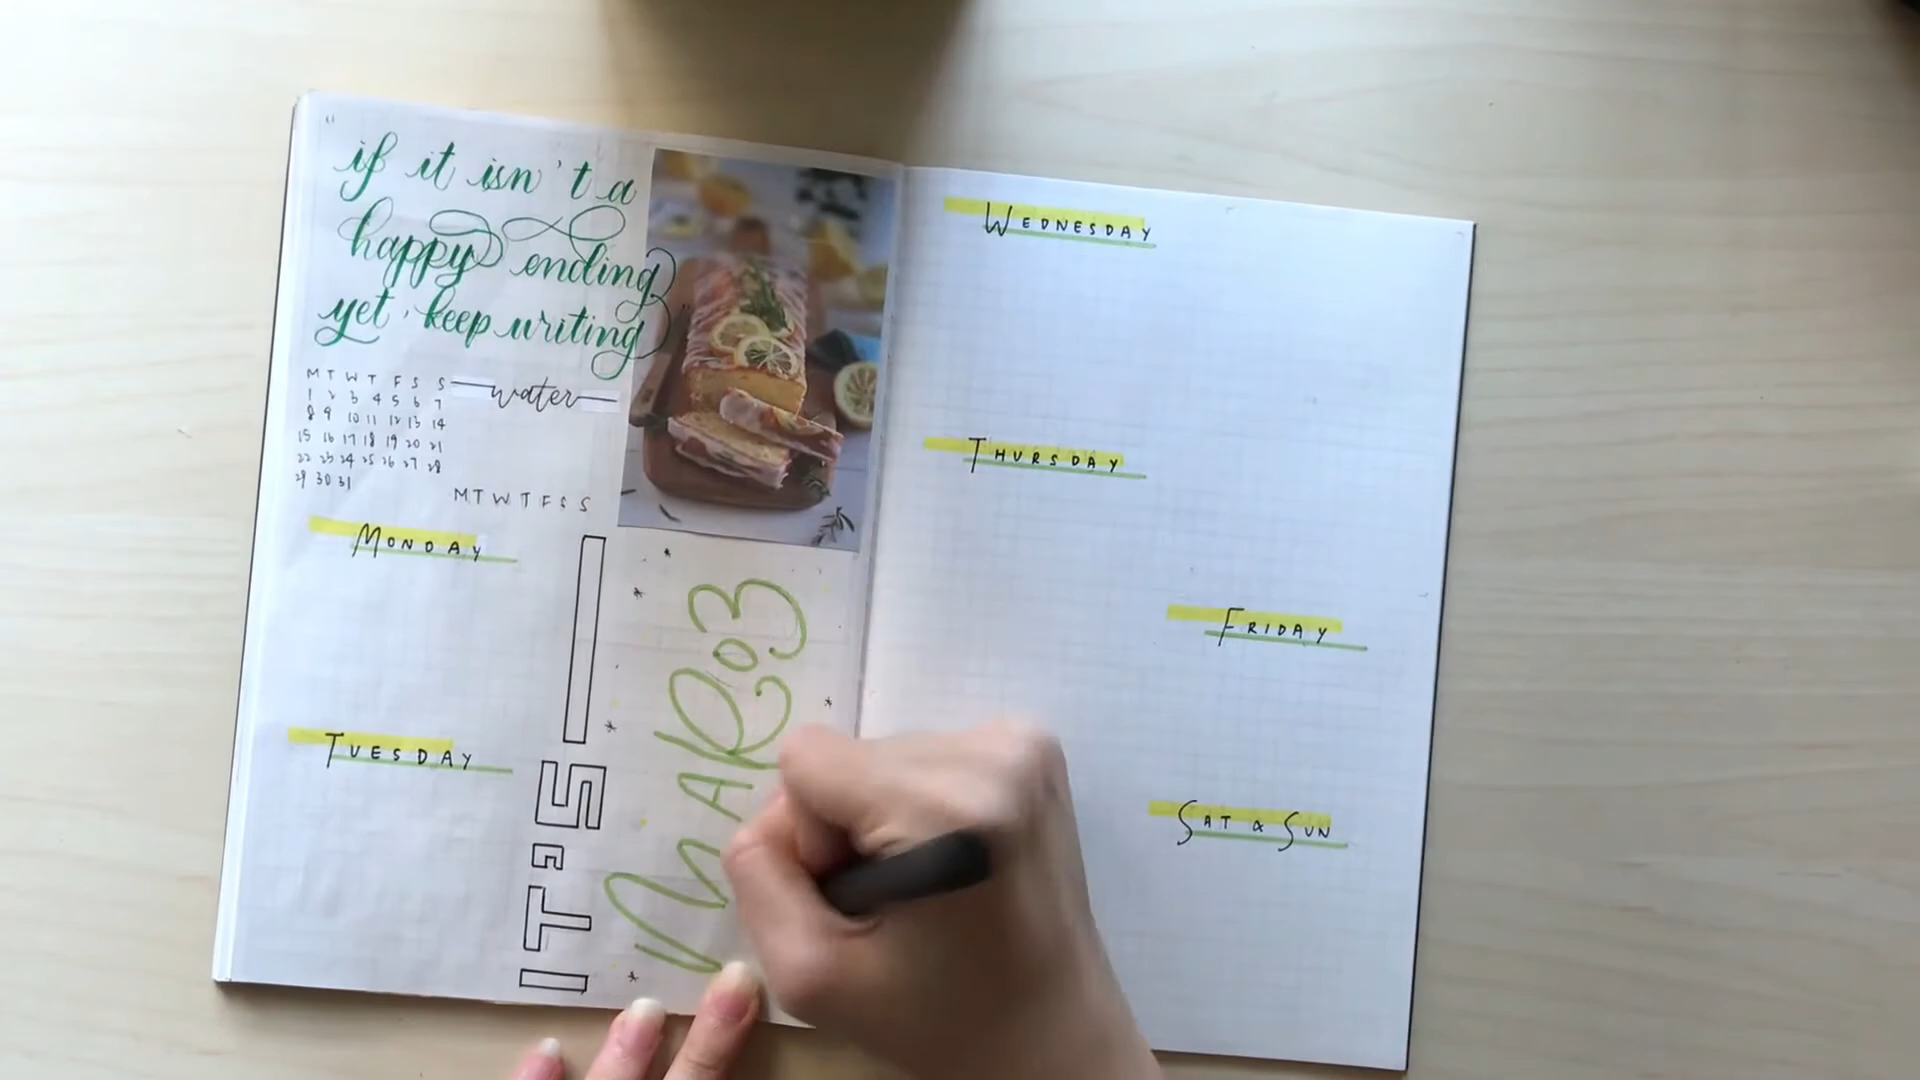 "if it isn't a
happy ending
yet, keep writing"
M T W T F S S
1 2 3 4 5 6 7
8 9 10 11 12 13 14
15 16 17 18 19 20 21
22 23 24 25 26 27 28
29 30 31
water
M T W T F S S
MONDAY
TUESDAY
IT'S
MAR.03
WEDNESDAY
THURSDAY
FRIDAY
SAT & SUN